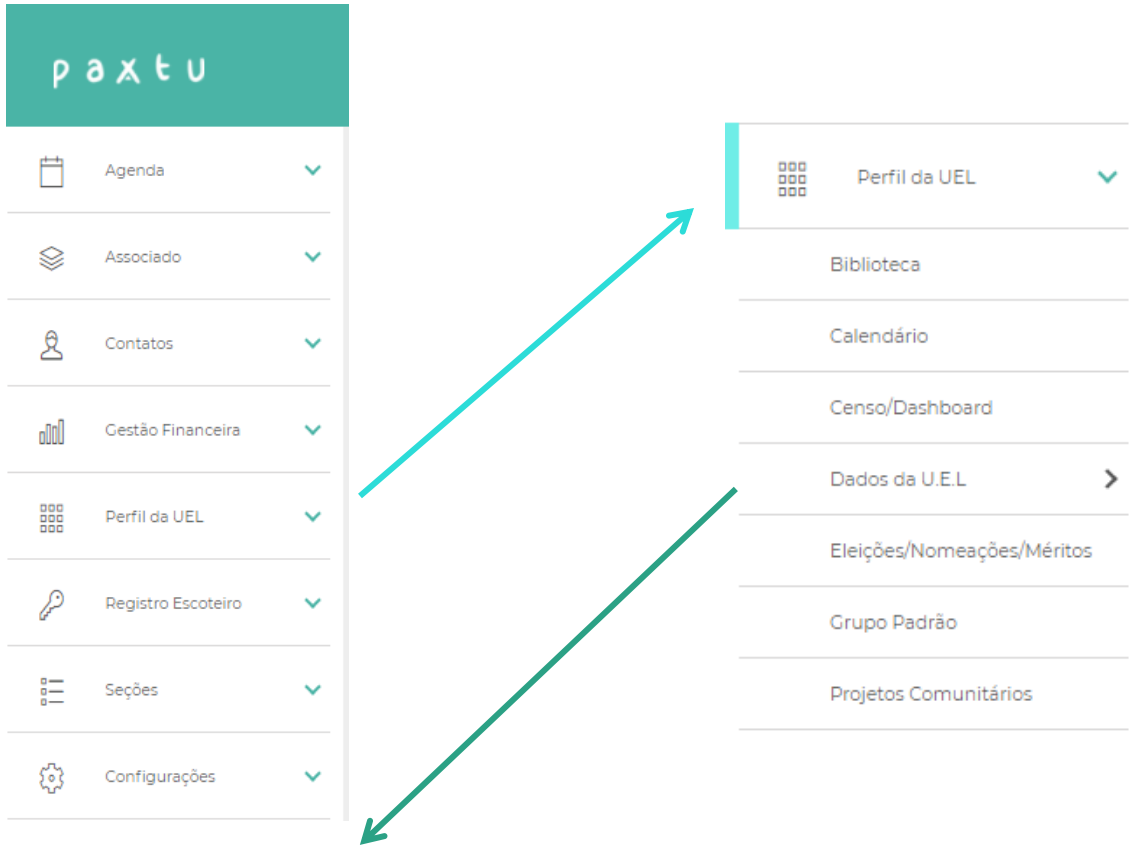 paxtu
Agenda
Associado
Contatos
Gestão Financeira
Perfil da UEL
Registro Escoteiro
Seções
Configurações
Perfil da UEL
Biblioteca
Calendário
Censo/Dashboard
Dados da U.E.L
Eleições/Nomeações/Méritos
Grupo Padrão
Projetos Comunitários